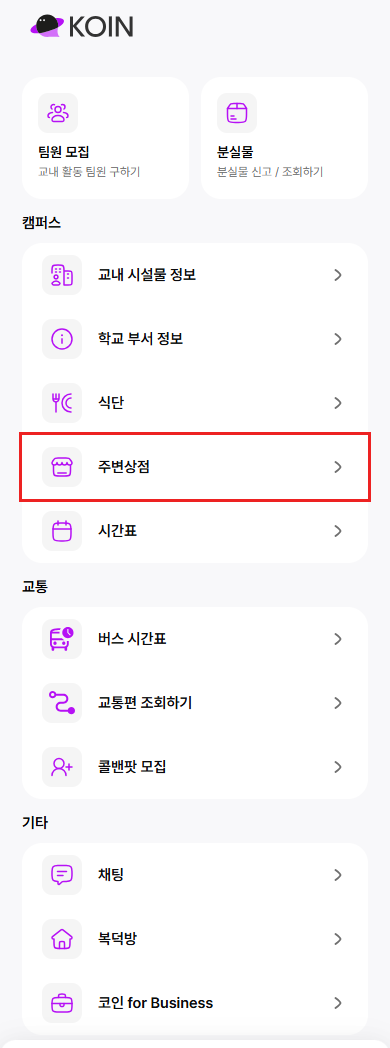 KOIN
팀원 모집
교내 활동 팀원 구하기
분실물
분실물 신고 / 조회하기
캠퍼스
교내 시설물 정보
학교 부서 정보
식단
주변상점
시간표
교통
버스 시간표
교통편 조회하기
콜밴팟 모집
기타
채팅
복덕방
코인 for Business